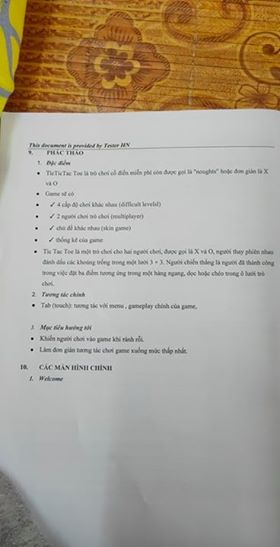 This document is provided by Tester HN
9. PHÁC THẢO
1. Đặc điểm
• TicTicTac Toe là trò chơi cổ điển miễn phí còn được gọi là "noughts" hoặc đơn giản là X
và O
• Game sẽ có
• ✓ 4 cấp độ chơi khác nhau (difficult levels)
• ✓ 2 người chơi trò chơi (multiplayer)
• ✓ chủ đề khác nhau (skin game)
• ✓ thống kê của game
• Tic Tac Toe là một trò chơi cho hai người chơi, được gọi là X và O, người thay phiên nhau
đánh dấu các khoảng trống trong một lưới 3 × 3. Người chiến thắng là người đã thành công
trong việc đặt ba điểm tương ứng trong một hàng ngang, dọc hoặc chéo trong ô lưới trò
chơi.
2. Tương tác chính
• Tab (touch): tương tác với menu , gameplay chính của game,
3. Mục tiêu hướng tới
• Khiến người chơi vào game khi rảnh rỗi.
• Làm đơn giản tương tác chơi game xuống mức thấp nhất.
10. CÁC MÀN HÌNH CHÍNH
1. Welcome